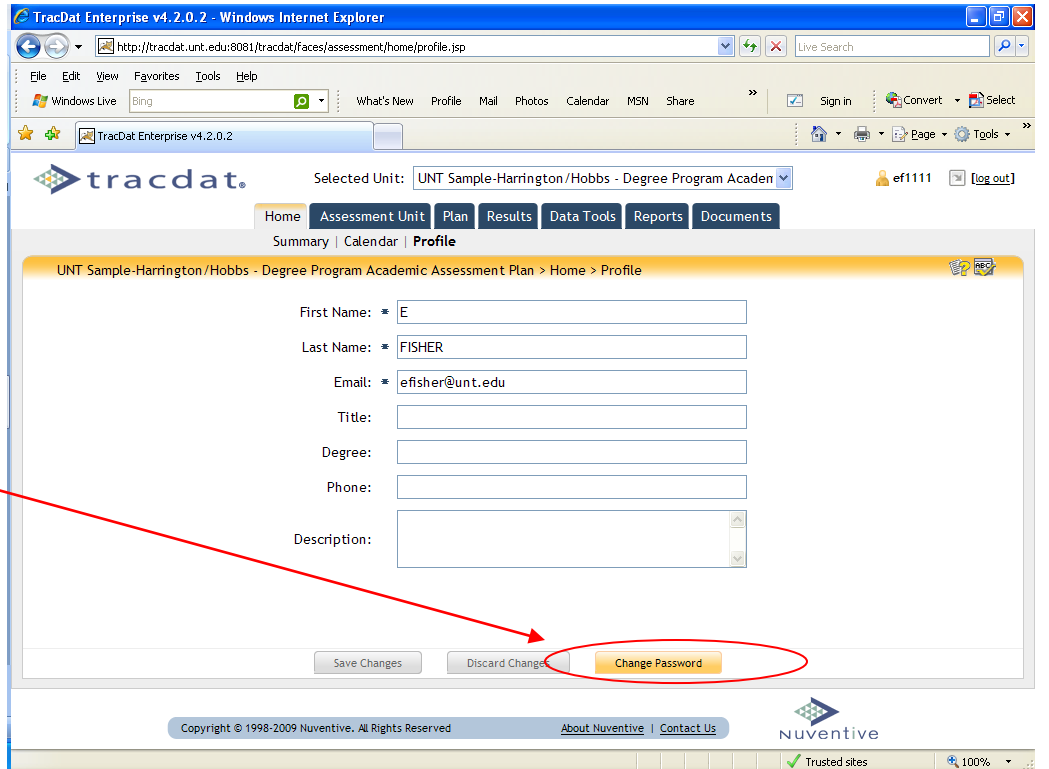 TracDat Enterprise v4.2.0.2 - Windows Internet Explorer
http://tracdat.unt.edu:8081/tracdat/faces/assessment/home/profile.jsp
Live Search
File Edit View Favorites Tools Help
Windows Live Bing What's New Profile Mail Photos Calendar MSN Share » Sign in Convert Select
TracDat Enterprise v4.2.0.2 Page Tools »
tracdat® Selected Unit: UNT Sample-Harrington/Hobbs - Degree Program Academ ef1111 [log out]
Home Assessment Unit Plan Results Data Tools Reports Documents
Summary | Calendar | Profile
UNT Sample-Harrington/Hobbs - Degree Program Academic Assessment Plan > Home > Profile
ABC
First Name: * E
Last Name: * FISHER
Email: * efisher@unt.edu
Title:
Degree:
Phone:
Description:
Save Changes Discard Changes Change Password
Copyright © 1998-2009 Nuventive. All Rights Reserved About Nuventive | Contact Us
Nuventive
Trusted sites 100%